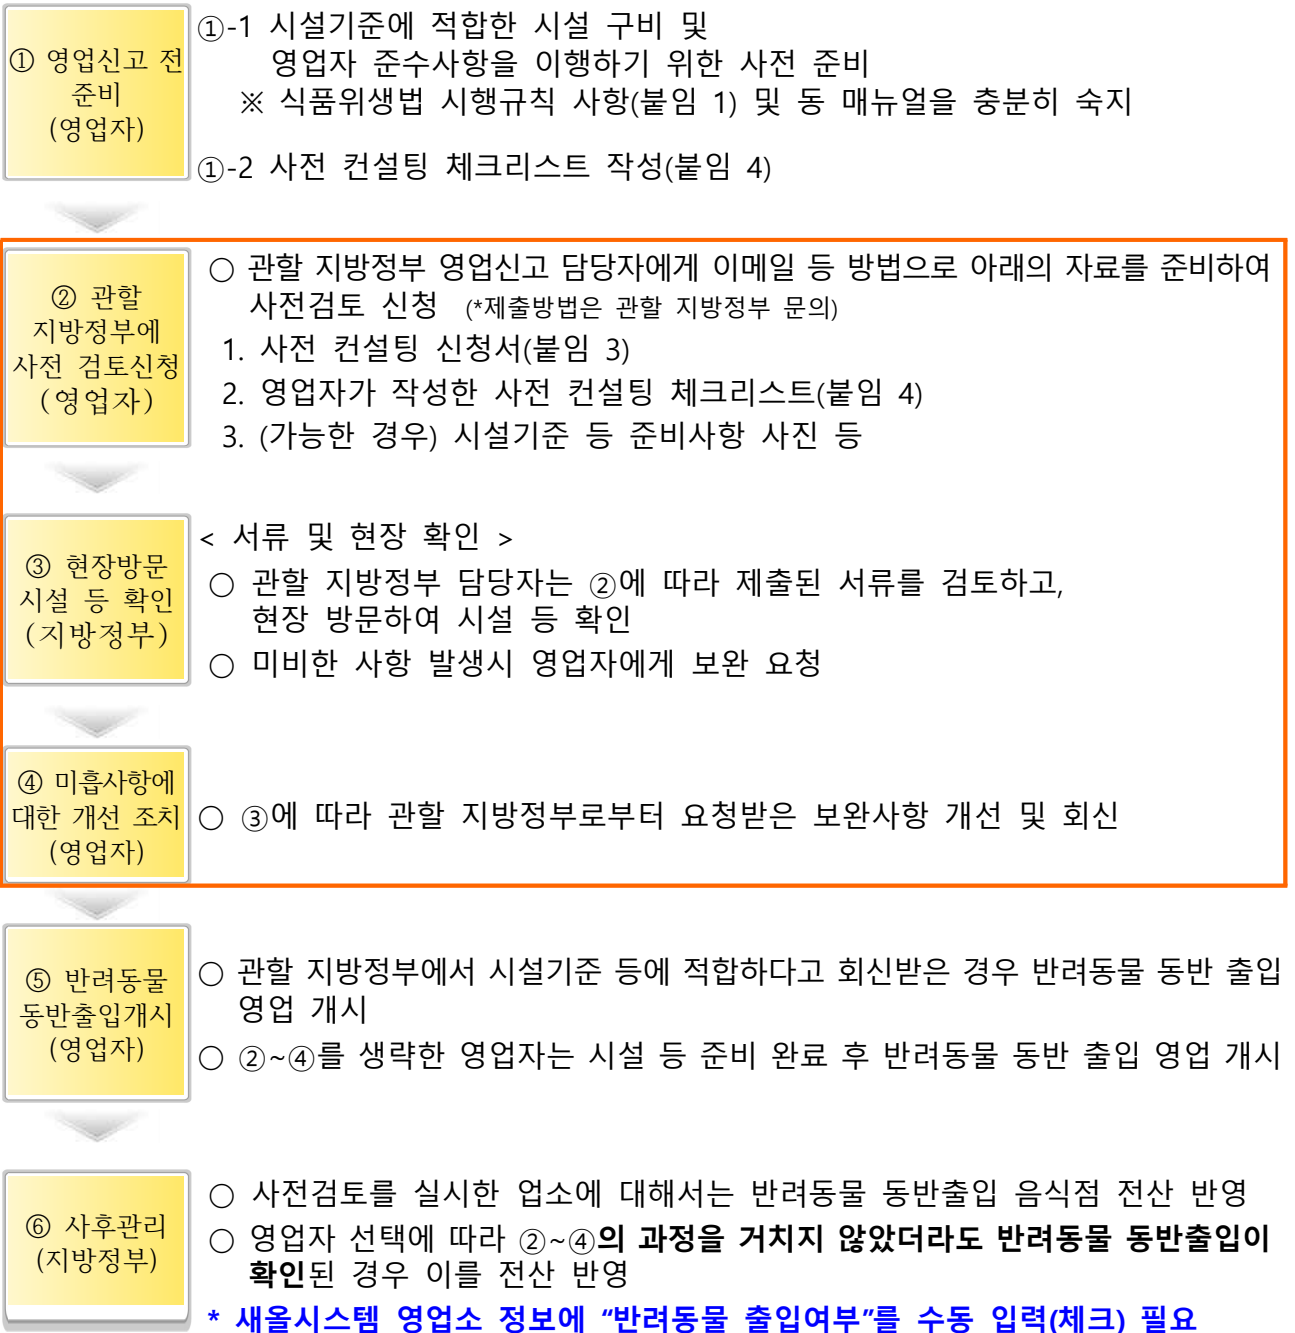 ① 영업신고 전
준비
(영업자)
①-1 시설기준에 적합한 시설 구비 및
영업자 준수사항을 이행하기 위한 사전 준비
※ 식품위생법 시행규칙 사항(붙임 1) 및 동 매뉴얼을 충분히 숙지
①-2 사전 컨설팅 체크리스트 작성(붙임 4)
② 관할
지방정부에
사전 검토신청
(영업자)
○ 관할 지방정부 영업신고 담당자에게 이메일 등 방법으로 아래의 자료를 준비하여
사전검토 신청 (*제출방법은 관할 지방정부 문의)
1. 사전 컨설팅 신청서(붙임 3)
2. 영업자가 작성한 사전 컨설팅 체크리스트(붙임 4)
3. (가능한 경우) 시설기준 등 준비사항 사진 등
③ 현장방문
시설 등 확인
(지방정부)
< 서류 및 현장 확인 >
○ 관할 지방정부 담당자는 ②에 따라 제출된 서류를 검토하고,
현장 방문하여 시설 등 확인
○ 미비한 사항 발생시 영업자에게 보완 요청
④ 미흡사항에
대한 개선 조치
(영업자)
○ ③에 따라 관할 지방정부로부터 요청받은 보완사항 개선 및 회신
⑤ 반려동물
동반출입개시
(영업자)
○ 관할 지방정부에서 시설기준 등에 적합하다고 회신받은 경우 반려동물 동반 출입
영업 개시
○ ②~④를 생략한 영업자는 시설 등 준비 완료 후 반려동물 동반 출입 영업 개시
⑥ 사후관리
(지방정부)
○ 사전검토를 실시한 업소에 대해서는 반려동물 동반출입 음식점 전산 반영
○ 영업자 선택에 따라 ②~④의 과정을 거치지 않았더라도 반려동물 동반출입이
확인된 경우 이를 전산 반영
* 새올시스템 영업소 정보에 “반려동물 출입여부”를 수동 입력(체크) 필요